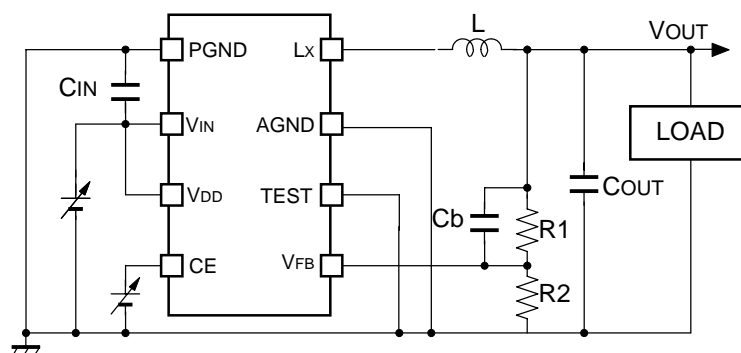 PGND
LX
L
VOUT
CIN
VIN
AGND
LOAD
VDD
TEST
COUT
Cb
R1
CE
VFB
R2